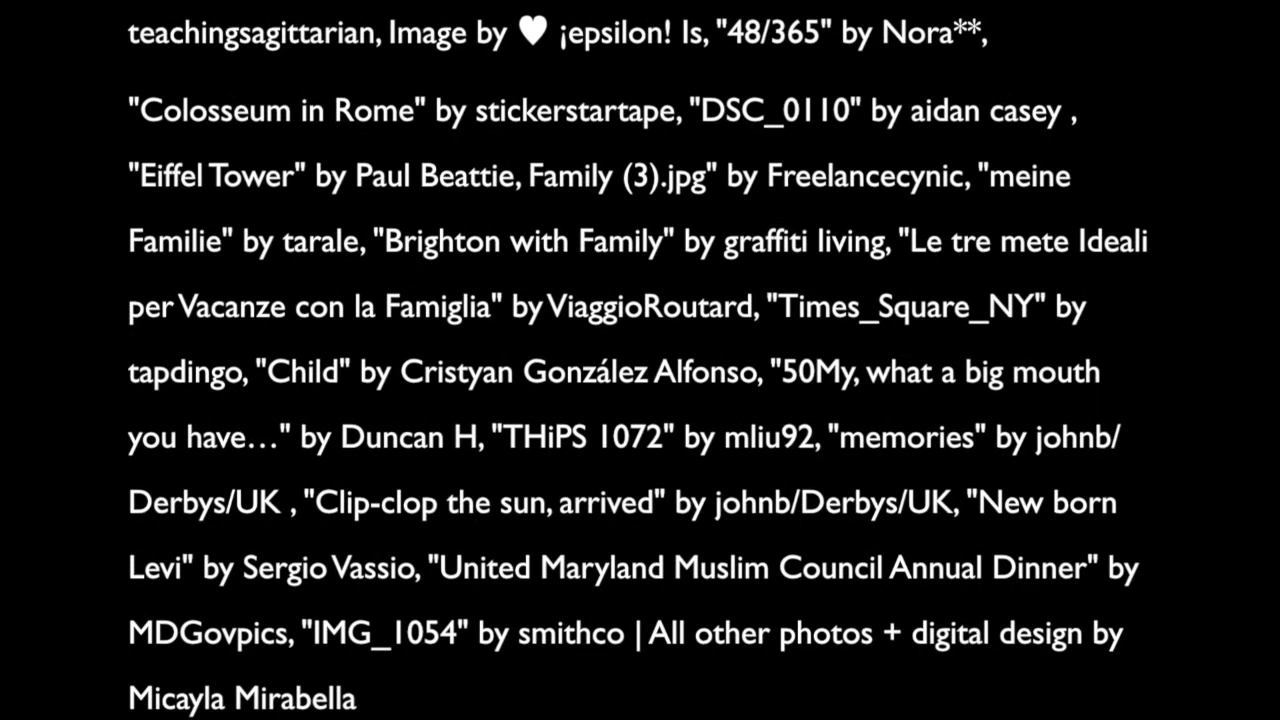 teachingsagittarian, Image by ♥ ¡epsilon! Is, "48/365" by Nora**,
"Colosseum in Rome" by stickerstartape, "DSC_0110" by aidan casey ,
"Eiffel Tower" by Paul Beattie, Family (3).jpg" by Freelancecynic, "meine
Familie" by tarale, "Brighton with Family" by graffiti living, "Le tre mete Ideali
per Vacanze con la Famiglia" by ViaggioRoutard, "Times_Square_NY" by
tapdingo, "Child" by Cristyan González Alfonso, "50My, what a big mouth
you have…" by Duncan H, "THiPS 1072" by mliu92, "memories" by johnb/
Derbys/UK , "Clip-clop the sun, arrived" by johnb/Derbys/UK, "New born
Levi" by Sergio Vassio, "United Maryland Muslim Council Annual Dinner" by
MDGovpics, "IMG_1054" by smithco | All other photos + digital design by
Micayla Mirabella